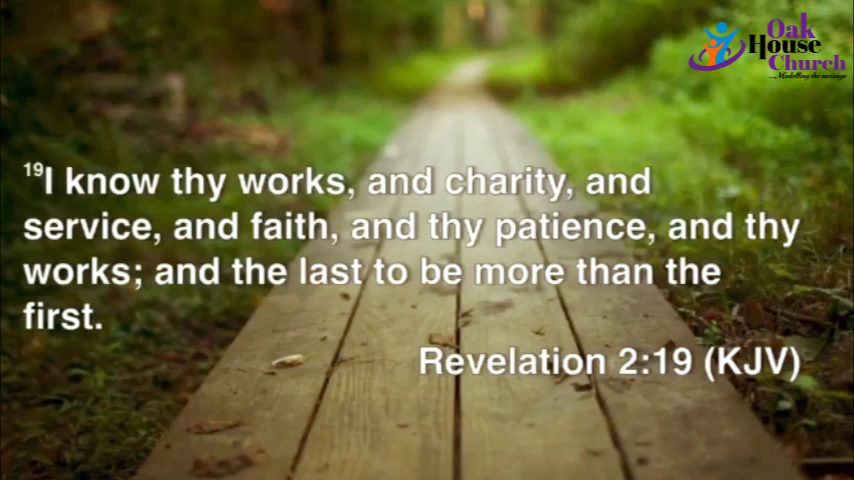 Oak
House
Church
...Modelling the message
19I know thy works, and charity, and
service, and faith, and thy patience, and thy
works; and the last to be more than the
first.
Revelation 2:19 (KJV)